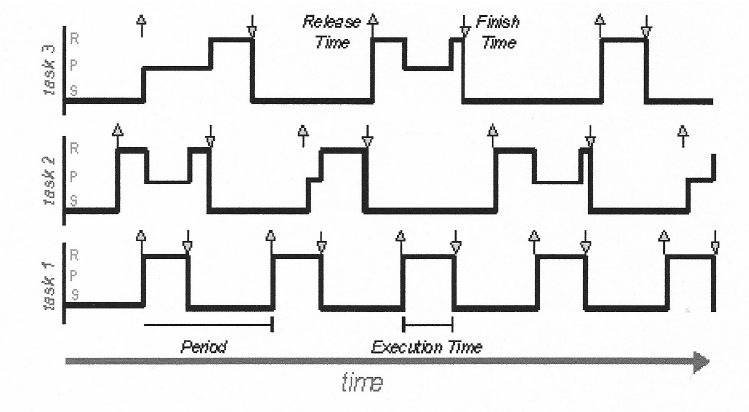 Release Time
Finish Time
task 3
R
P
S
task 2
R
P
S
task 1
R
P
S
Period
Execution Time
time